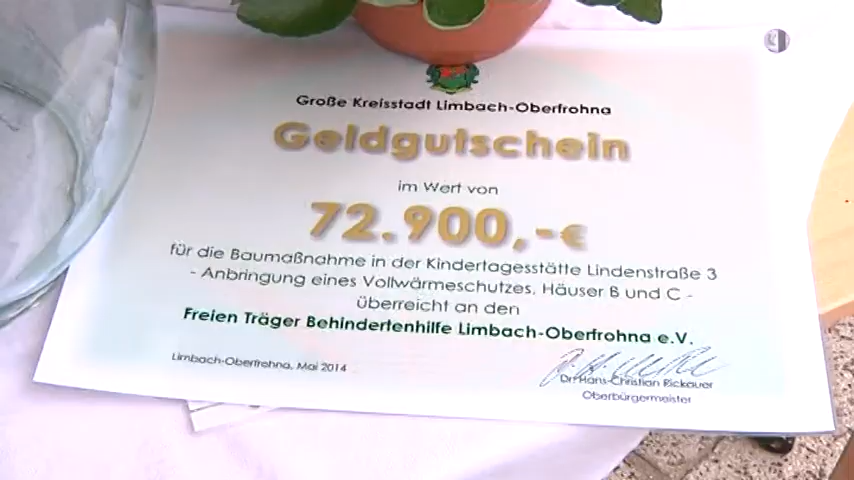 Große Kreisstadt Limbach-Oberfrohna
Geldgutschein
im Wert von
72.900,-€
für die Baumaßnahme in der Kindertagesstätte Lindenstraße 3
- Anbringung eines Vollwärmeschutzes, Häuser B und C -
überreicht an den
Freien Träger Behindertenhilfe Limbach-Oberfrohna e.V.
Limbach-Oberfrohna, Mai 2014
Dr. Hans-Christian Rickauer
Oberbürgermeister